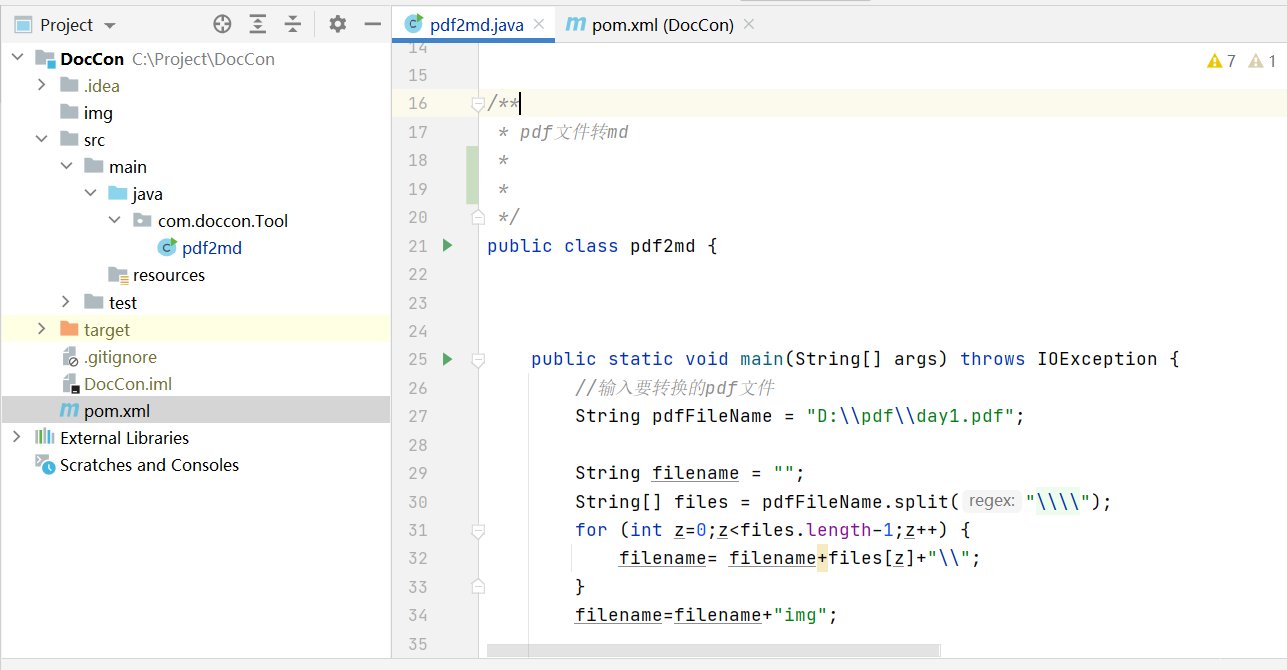 Project
pdf2md.java
pom.xml (DocCon)
DocCon C:\Project\DocCon
.idea
img
src
main
java
com.doccon.Tool
pdf2md
resources
test
target
.gitignore
DocCon.iml
pom.xml
External Libraries
Scratches and Consoles
7 1
14
15
16 /**
17 * pdf文件转md
18 *
19 *
20 */
21 public class pdf2md {
22
23
24
25 public static void main(String[] args) throws IOException {
26 //输入要转换的pdf文件
27 String pdfFileName = "D:\\pdf\\day1.pdf";
28
29 String filename = "";
30 String[] files = pdfFileName.split( regex: "\\\\");
31 for (int z=0;z<files.length-1;z++) {
32 filename= filename+files[z]+"\\";
33 }
34 filename=filename+"img";
35